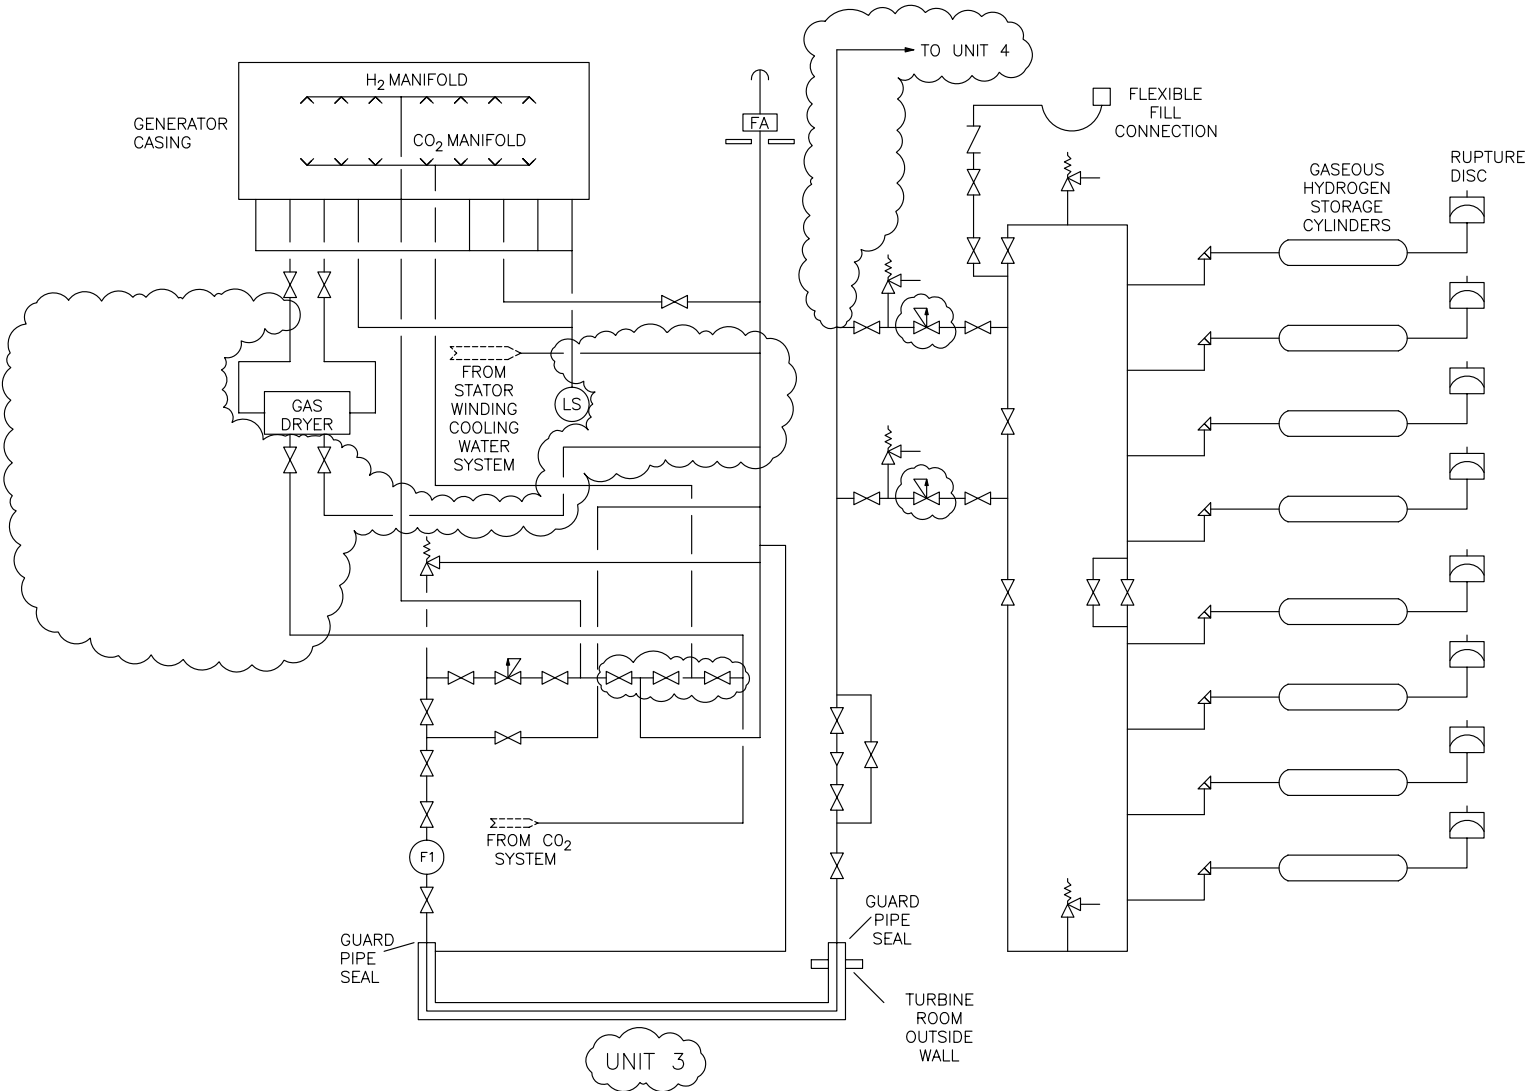 TO UNIT 4
H2 MANIFOLD
GENERATOR
CASING
CO2 MANIFOLD
FA
FLEXIBLE
FILL
CONNECTION
GASEOUS
HYDROGEN
STORAGE
CYLINDERS
RUPTURE
DISC
FROM
STATOR
WINDING
COOLING
WATER
SYSTEM
LS
GAS
DRYER
FROM CO2
SYSTEM
F1
GUARD
PIPE
SEAL
GUARD
PIPE
SEAL
TURBINE
ROOM
OUTSIDE
WALL
UNIT 3